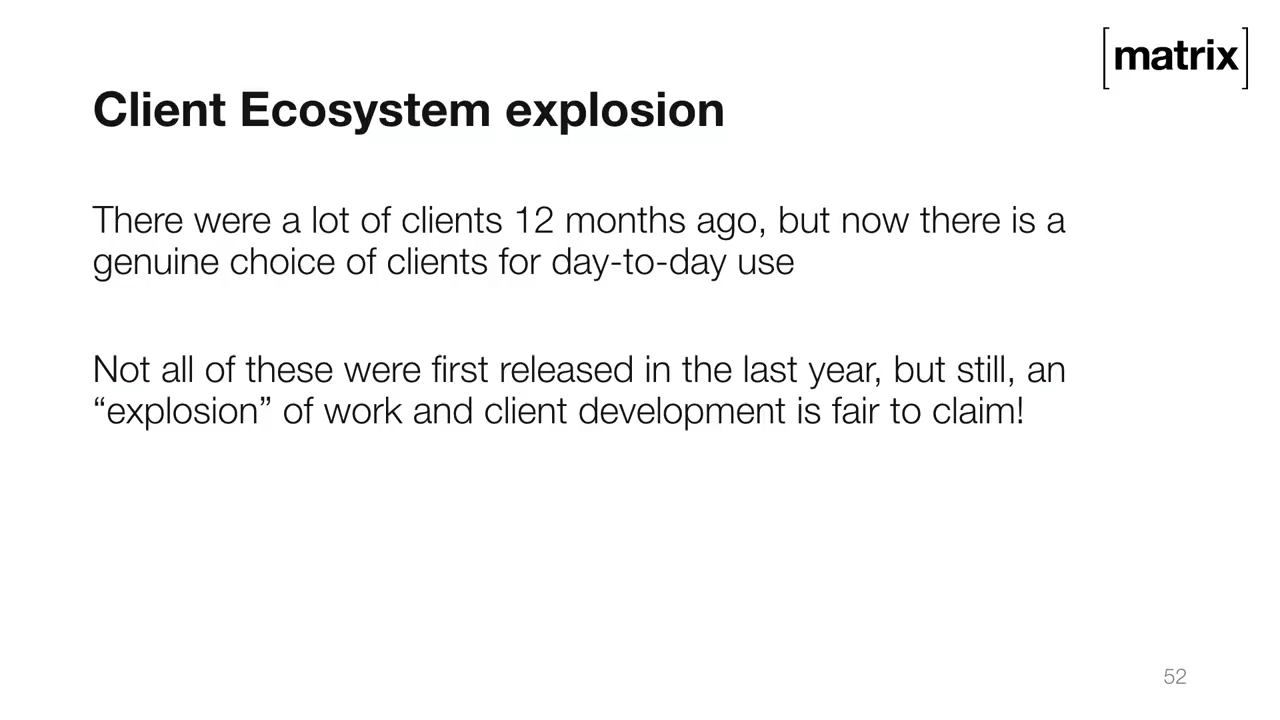 [matrix]
Client Ecosystem explosion
There were a lot of clients 12 months ago, but now there is a
genuine choice of clients for day-to-day use
Not all of these were first released in the last year, but still, an
“explosion” of work and client development is fair to claim!
52